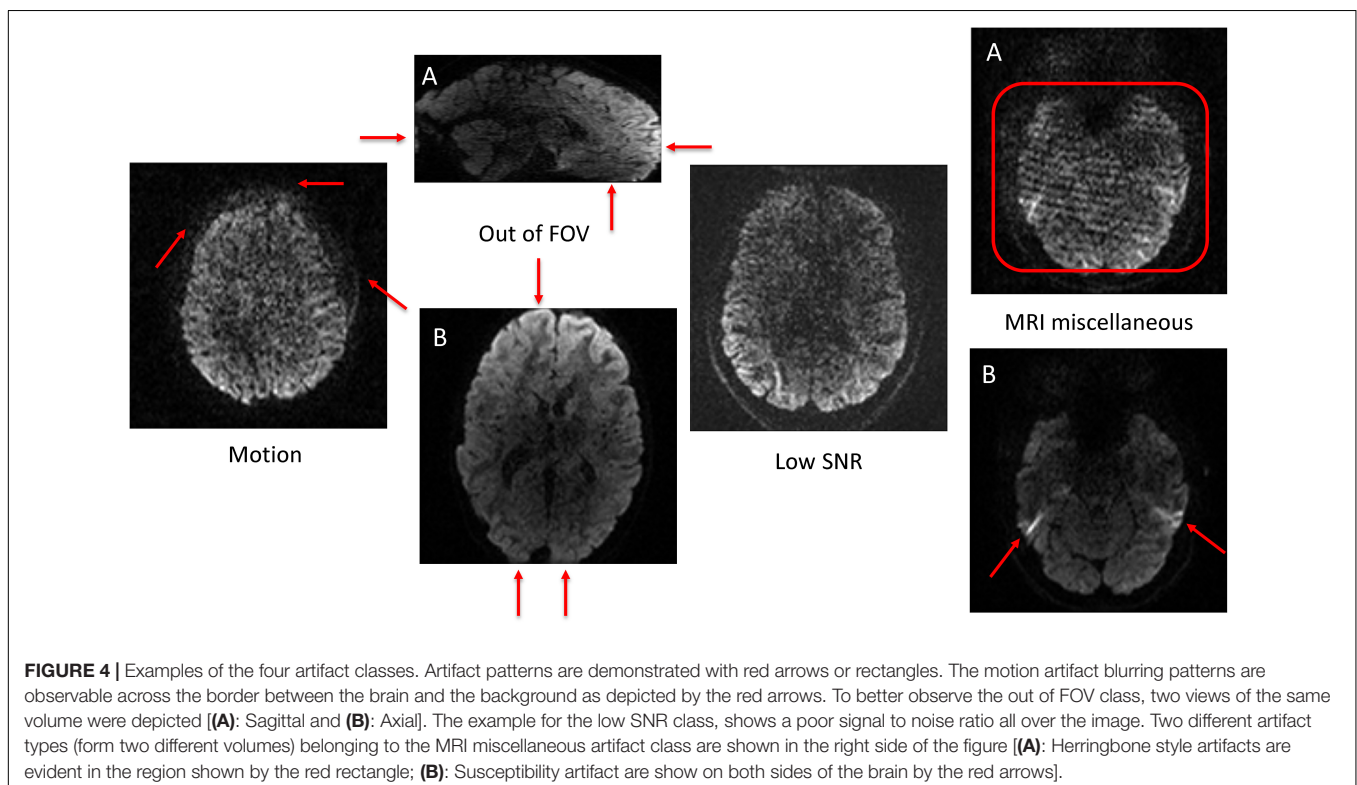 A
Out of FOV
B
Motion
Low SNR
A
MRI miscellaneous
B
FIGURE 4 | Examples of the four artifact classes. Artifact patterns are demonstrated with red arrows or rectangles. The motion artifact blurring patterns are
observable across the border between the brain and the background as depicted by the red arrows. To better observe the out of FOV class, two views of the same
volume were depicted [(A): Sagittal and (B): Axial]. The example for the low SNR class, shows a poor signal to noise ratio all over the image. Two different artifact
types (form two different volumes) belonging to the MRI miscellaneous artifact class are shown in the right side of the figure [(A): Herringbone style artifacts are
evident in the region shown by the red rectangle; (B): Susceptibility artifact are show on both sides of the brain by the red arrows].